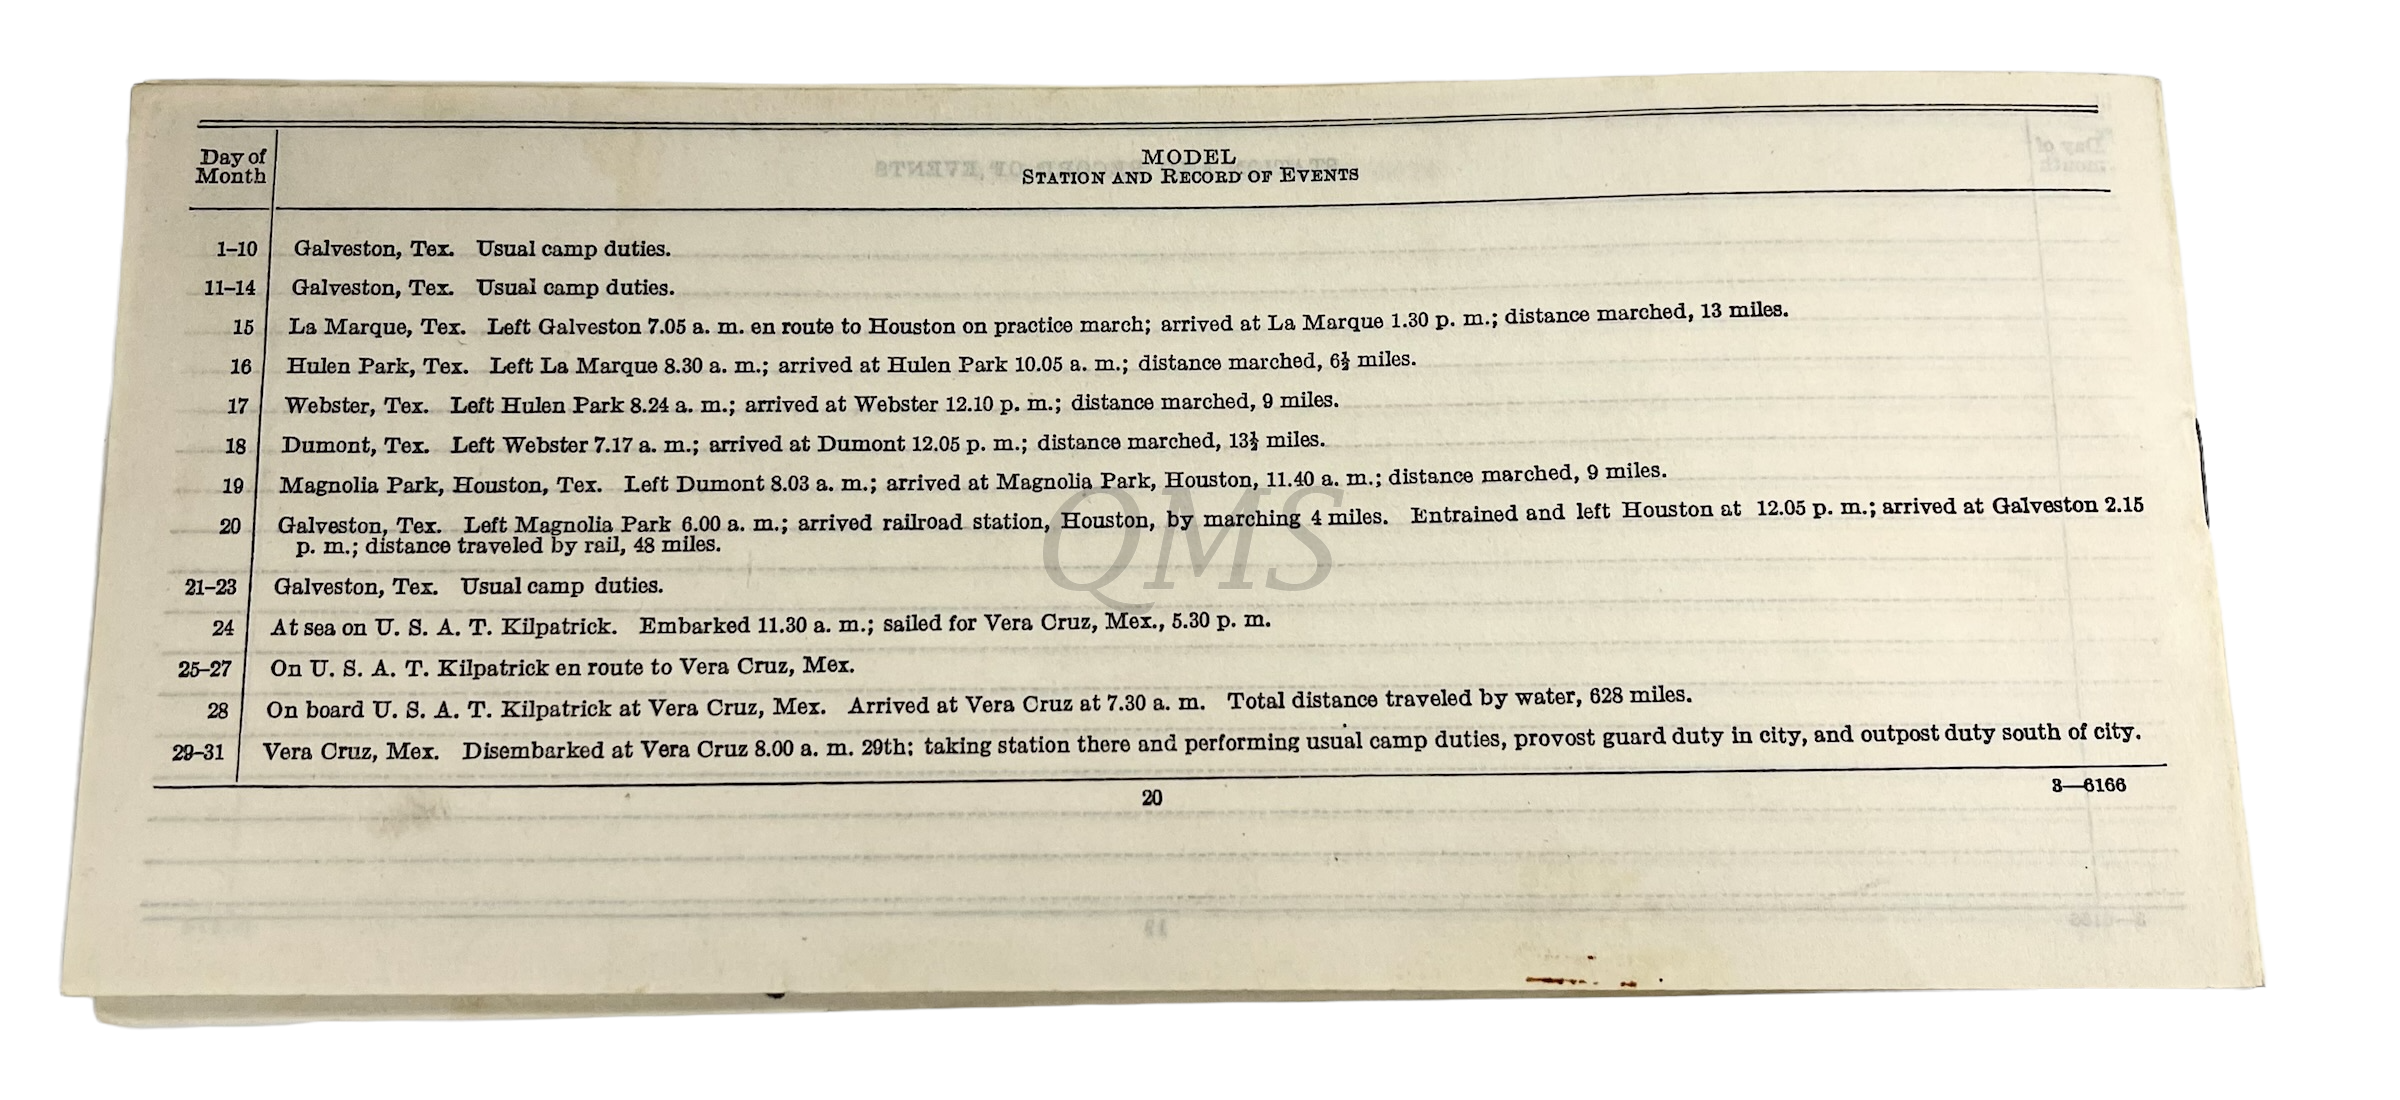 Day of Month
MODEL
STATION AND RECORD OF EVENTS
1–10 Galveston, Tex. Usual camp duties.
11–14 Galveston, Tex. Usual camp duties.
15 La Marque, Tex. Left Galveston 7.05 a. m. en route to Houston on practice march; arrived at La Marque 1.30 p. m.; distance marched, 13 miles.
16 Hulen Park, Tex. Left La Marque 8.30 a. m.; arrived at Hulen Park 10.05 a. m.; distance marched, 6½ miles.
17 Webster, Tex. Left Hulen Park 8.24 a. m.; arrived at Webster 12.10 p. m.; distance marched, 9 miles.
18 Dumont, Tex. Left Webster 7.17 a. m.; arrived at Dumont 12.05 p. m.; distance marched, 13½ miles.
19 Magnolia Park, Houston, Tex. Left Dumont 8.03 a. m.; arrived at Magnolia Park, Houston, 11.40 a. m.; distance marched, 9 miles.
20 Galveston, Tex. Left Magnolia Park 6.00 a. m.; arrived railroad station, Houston, by marching 4 miles. Entrained and left Houston at 12.05 p. m.; arrived at Galveston 2.15
p. m.; distance traveled by rail, 48 miles.
QMS
21–23 Galveston, Tex. Usual camp duties.
24 At sea on U. S. A. T. Kilpatrick. Embarked 11.30 a. m.; sailed for Vera Cruz, Mex., 5.30 p. m.
25–27 On U. S. A. T. Kilpatrick en route to Vera Cruz, Mex.
28 On board U. S. A. T. Kilpatrick at Vera Cruz, Mex. Arrived at Vera Cruz at 7.30 a. m. Total distance traveled by water, 628 miles.
29–31 Vera Cruz, Mex. Disembarked at Vera Cruz 8.00 a. m. 29th; taking station there and performing usual camp duties, provost guard duty in city, and outpost duty south of city.
20
3—6166